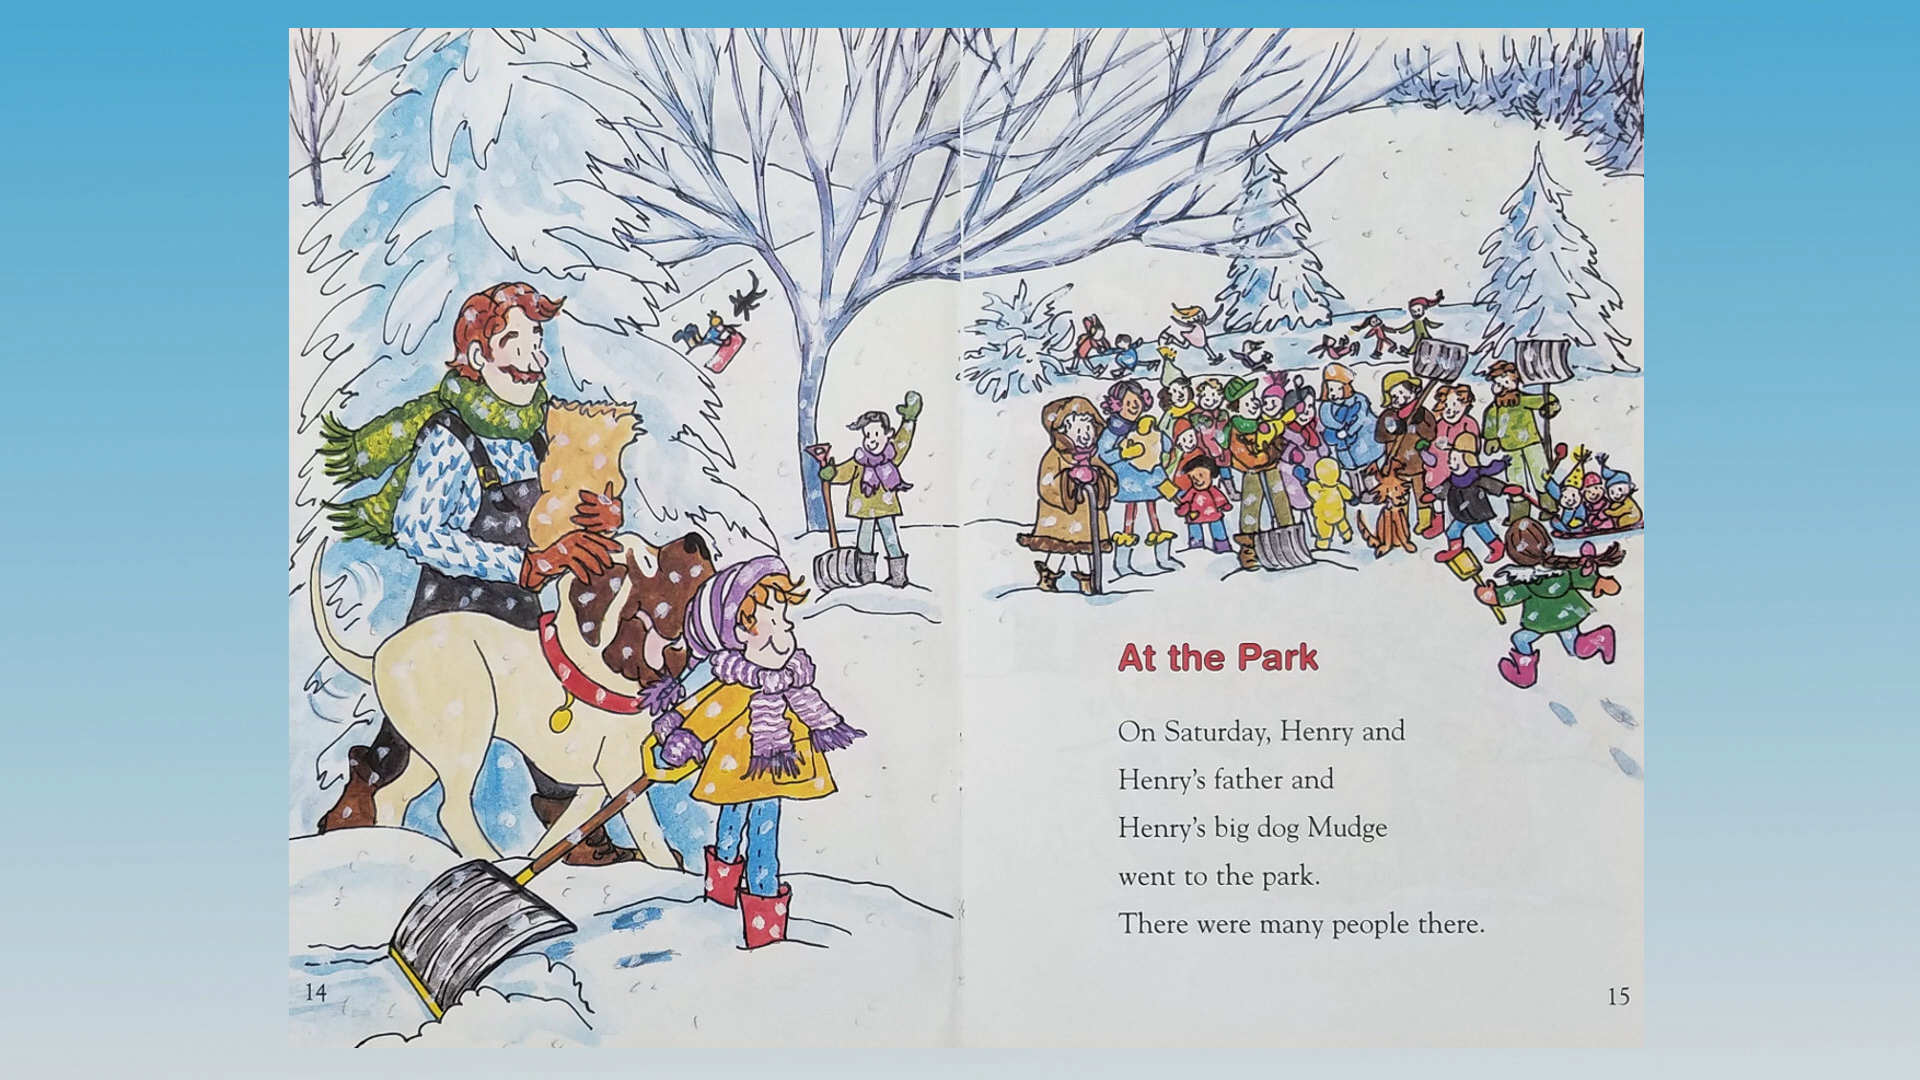 At the Park
On Saturday, Henry and
Henry's father and
Henry's big dog Mudge
went to the park.
There were many people there.
14
15